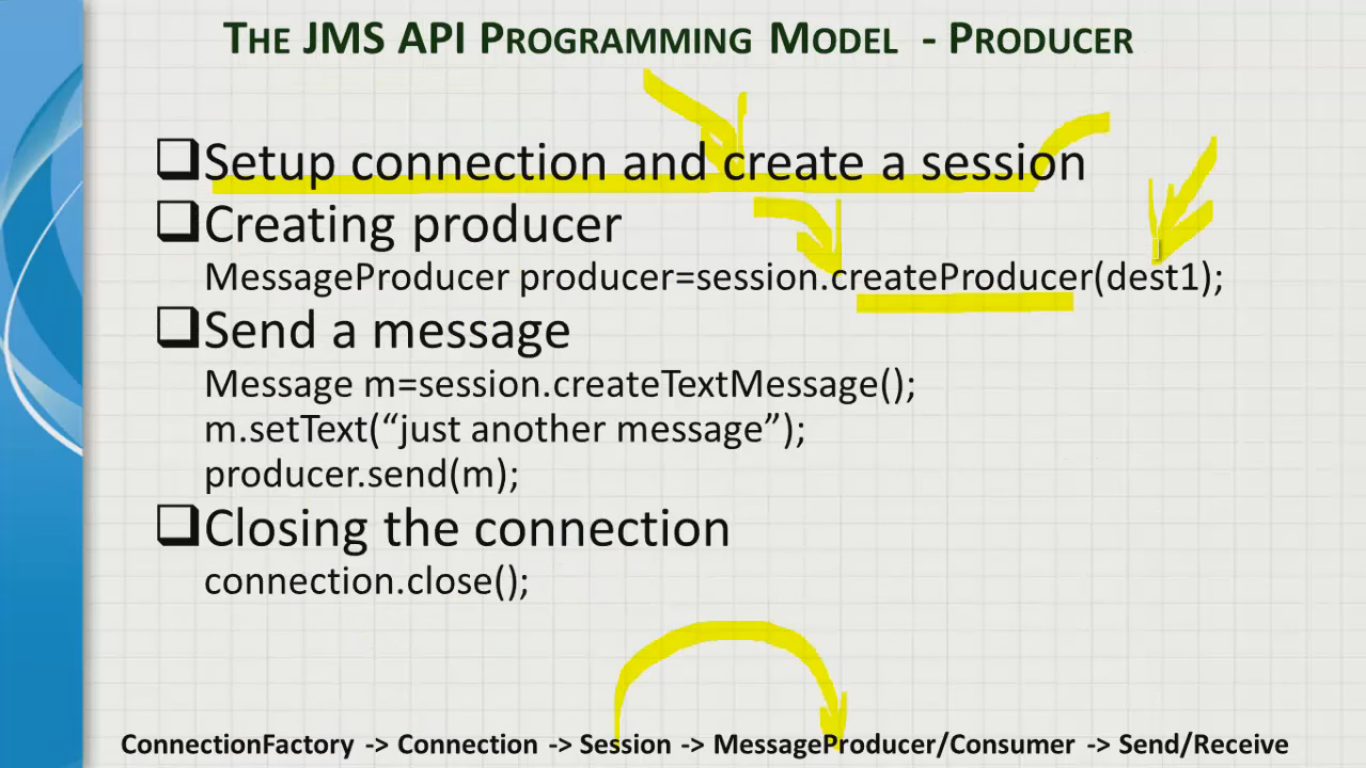 THE JMS API PROGRAMMING MODEL - PRODUCER
Setup connection and create a session
Creating producer
MessageProducer producer=session.createProducer(dest1);
Send a message
Message m=session.createTextMessage();
m.setText(“just another message”);
producer.send(m);
Closing the connection
connection.close();
ConnectionFactory -> Connection -> Session -> MessageProducer/Consumer -> Send/Receive